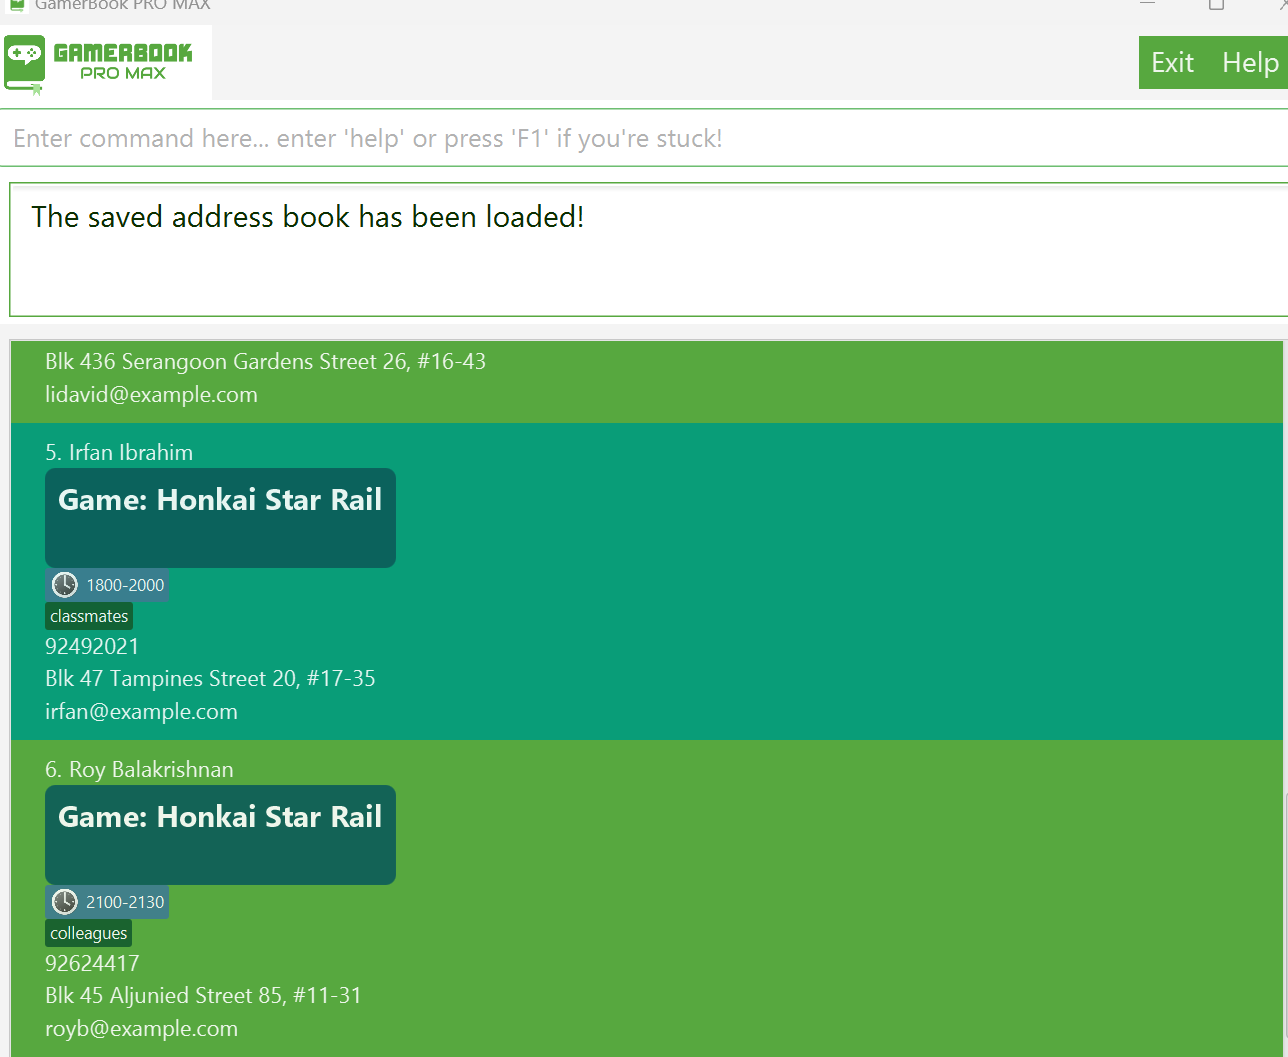 GamerBook PRO MAX
GAMERBOOK
PRO MAX
Exit Help
Enter command here... enter 'help' or press 'F1' if you're stuck!
The saved address book has been loaded!
Blk 436 Serangoon Gardens Street 26, #16-43
lidavid@example.com
5. Irfan Ibrahim
Game: Honkai Star Rail
1800-2000
classmates
92492021
Blk 47 Tampines Street 20, #17-35
irfan@example.com
6. Roy Balakrishnan
Game: Honkai Star Rail
2100-2130
colleagues
92624417
Blk 45 Aljunied Street 85, #11-31
royb@example.com